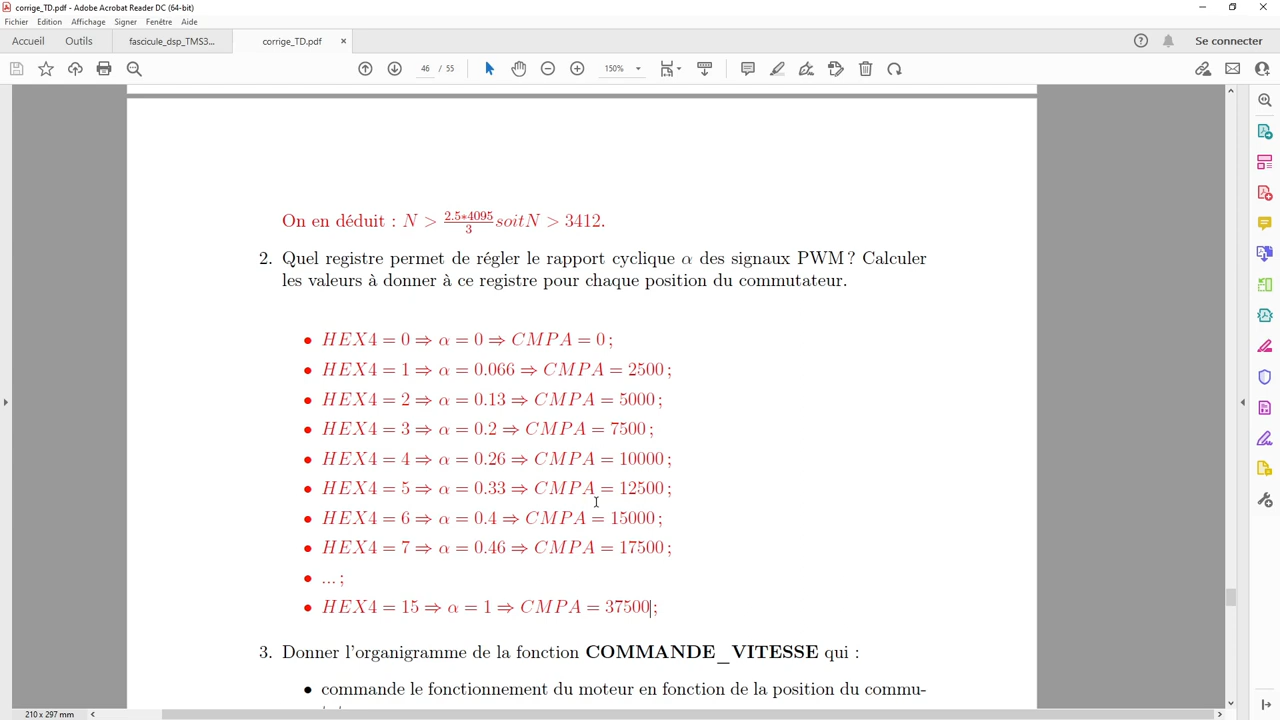 corrige_TD.pdf - Adobe Acrobat Reader DC (64-bit)
Fichier Edition Affichage Signer Fenêtre Aide
Accueil Outils fascicule_dsp_TMS3... corrige_TD.pdf × Se connecter
46 / 55 150%
On en déduit : N > 2.5*4095/3 soitN > 3412.
2. Quel registre permet de régler le rapport cyclique α des signaux PWM ? Calculer
les valeurs à donner à ce registre pour chaque position du commutateur.
• HEX4 = 0 ⇒ α = 0 ⇒ CMPA = 0 ;
• HEX4 = 1 ⇒ α = 0.066 ⇒ CMPA = 2500 ;
• HEX4 = 2 ⇒ α = 0.13 ⇒ CMPA = 5000 ;
• HEX4 = 3 ⇒ α = 0.2 ⇒ CMPA = 7500 ;
• HEX4 = 4 ⇒ α = 0.26 ⇒ CMPA = 10000 ;
• HEX4 = 5 ⇒ α = 0.33 ⇒ CMPA = 12500 ;
• HEX4 = 6 ⇒ α = 0.4 ⇒ CMPA = 15000 ;
• HEX4 = 7 ⇒ α = 0.46 ⇒ CMPA = 17500 ;
• ... ;
• HEX4 = 15 ⇒ α = 1 ⇒ CMPA = 37500 ;
3. Donner l'organigramme de la fonction COMMANDE_VITESSE qui :
• commande le fonctionnement du moteur en fonction de la position du commu-
210 x 297 mm